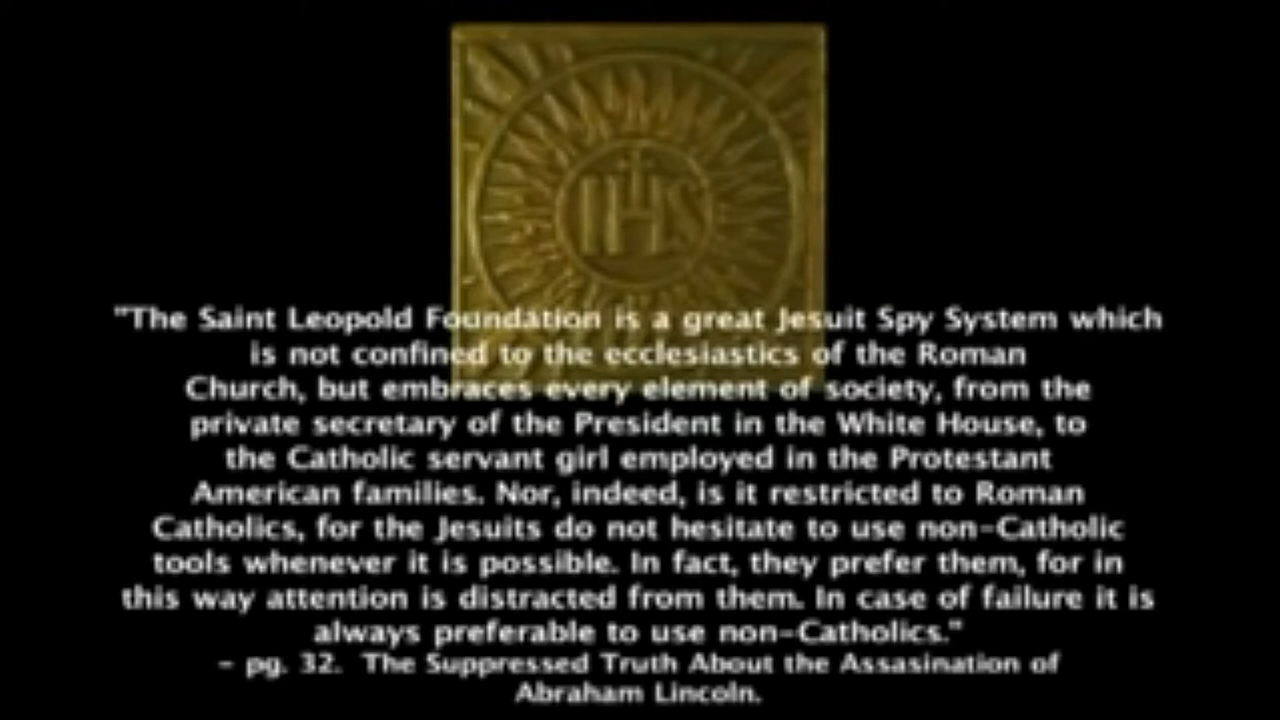 IHS
"The Saint Leopold Foundation is a great Jesuit Spy System which
is not confined to the ecclesiastics of the Roman
Church, but embraces every element of society, from the
private secretary of the President in the White House, to
the Catholic servant girl employed in the Protestant
American families. Nor, indeed, is it restricted to Roman
Catholics, for the Jesuits do not hesitate to use non-Catholic
tools whenever it is possible. In fact, they prefer them, for in
this way attention is distracted from them. In case of failure it is
always preferable to use non-Catholics."
- pg. 32. The Suppressed Truth About the Assasination of
Abraham Lincoln.